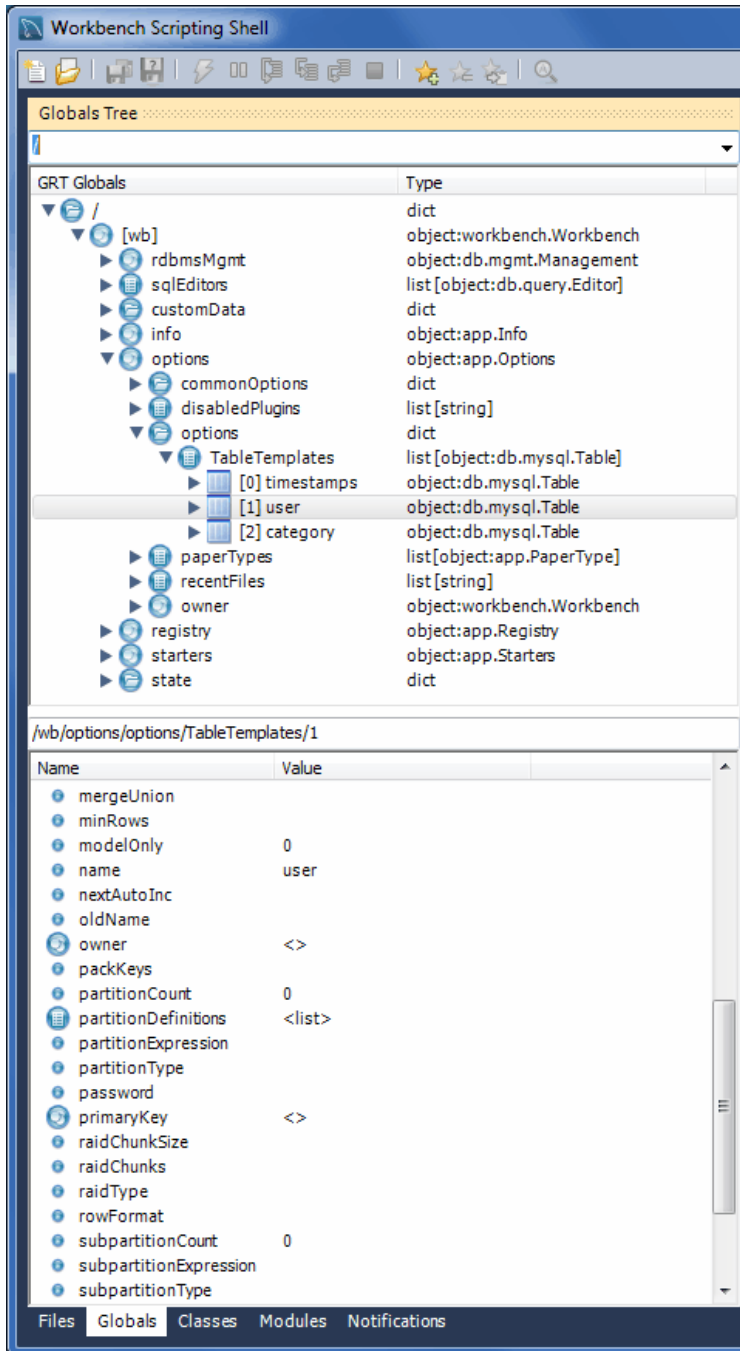 Workbench Scripting Shell
Globals Tree
/
GRT Globals Type
/ dict
[wb] object:workbench.Workbench
rdbmsMgmt object:db.mgmt.Management
sqlEditors list [object:db.query.Editor]
customData dict
info object:app.Info
options object:app.Options
commonOptions dict
disabledPlugins list [string]
options dict
TableTemplates list [object:db.mysql.Table]
[0] timestamps object:db.mysql.Table
[1] user object:db.mysql.Table
[2] category object:db.mysql.Table
paperTypes list [object:app.PaperType]
recentFiles list [string]
owner object:workbench.Workbench
registry object:app.Registry
starters object:app.Starters
state dict
/wb/options/options/TableTemplates/1
Name Value
mergeUnion
minRows
modelOnly 0
name user
nextAutoInc
oldName
owner <>
packKeys
partitionCount 0
partitionDefinitions <list>
partitionExpression
partitionType
password
primaryKey <>
raidChunkSize
raidChunks
raidType
rowFormat
subpartitionCount 0
subpartitionExpression
subpartitionType
Files Globals Classes Modules Notifications